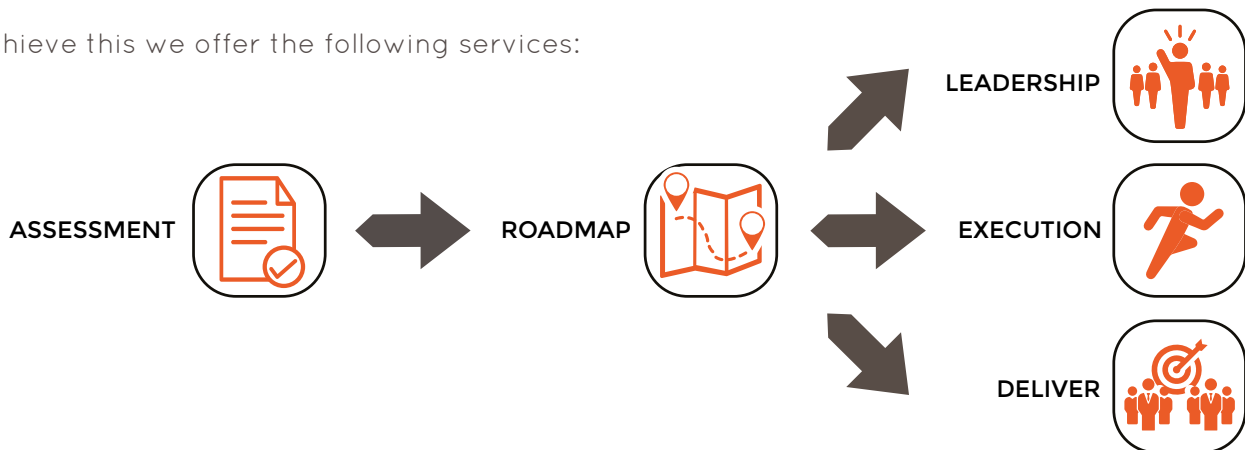 hieve this we offer the following services:
LEADERSHIP
ASSESSMENT
ROADMAP
EXECUTION
DELIVER